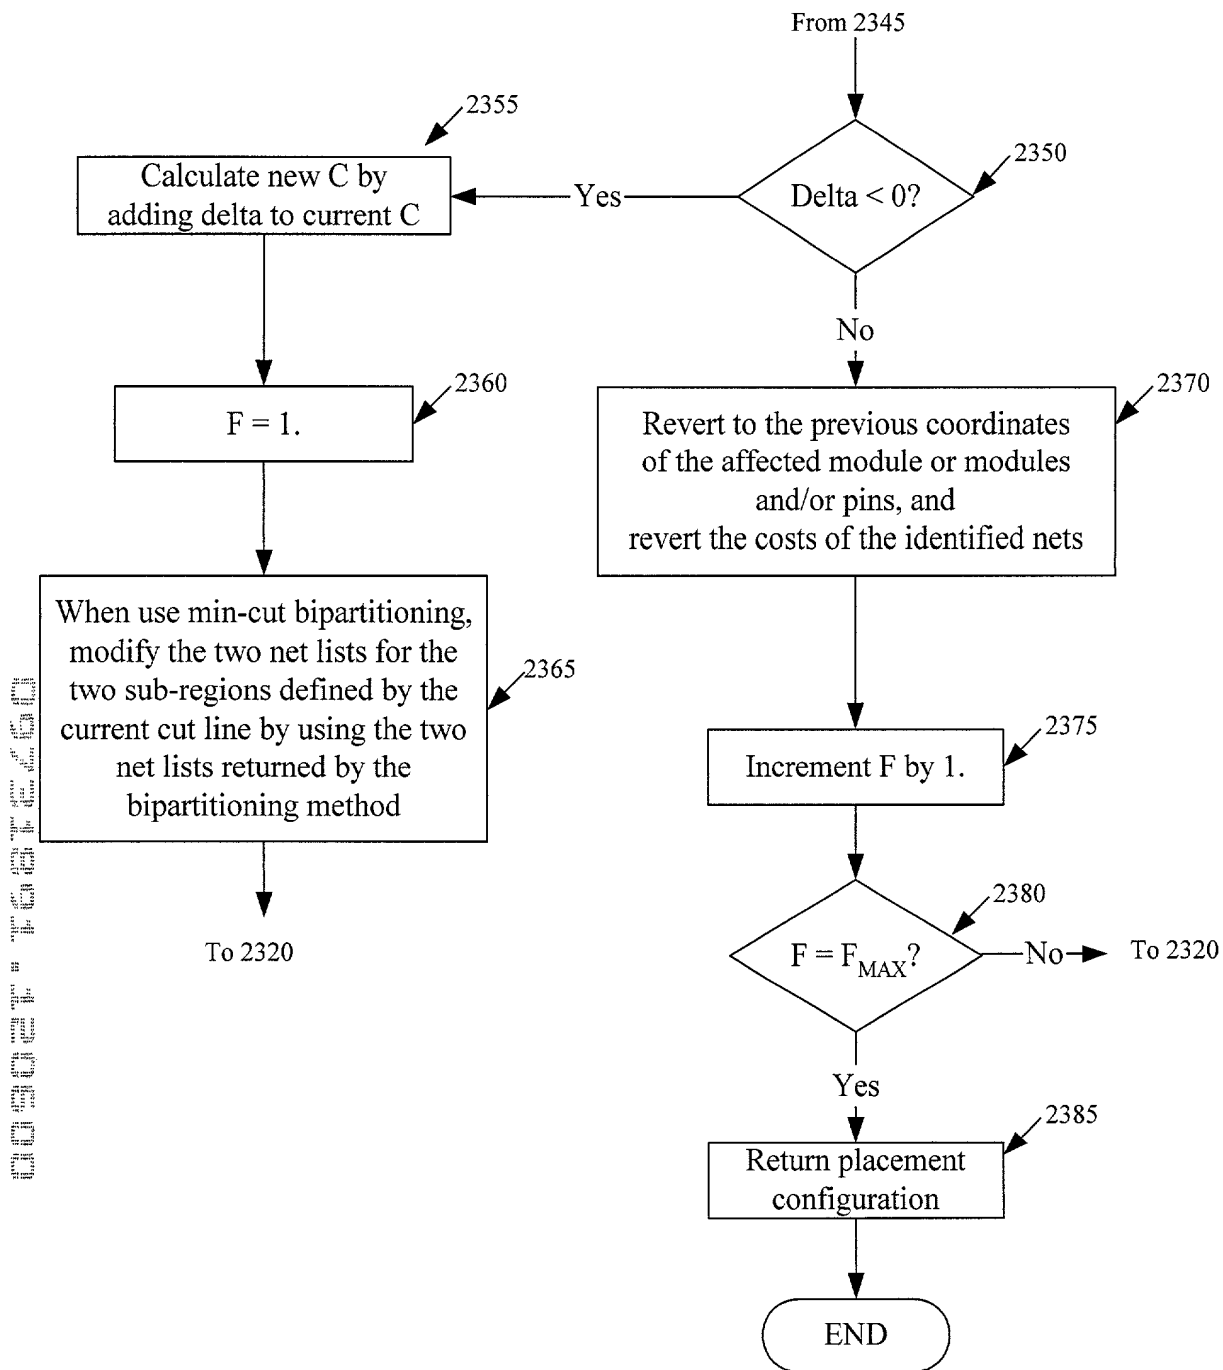 From 2345
2355
Calculate new C by
adding delta to current C
Yes
Delta < 0?
2350
No
2360
F = 1.
2370
Revert to the previous coordinates
of the affected module or modules
and/or pins, and
revert the costs of the identified nets
When use min-cut bipartitioning,
modify the two net lists for the
two sub-regions defined by the
current cut line by using the two
net lists returned by the
bipartitioning method
2365
2375
Increment F by 1.
To 2320
2380
F = FMAX?
No
To 2320
Yes
2385
Return placement
configuration
END